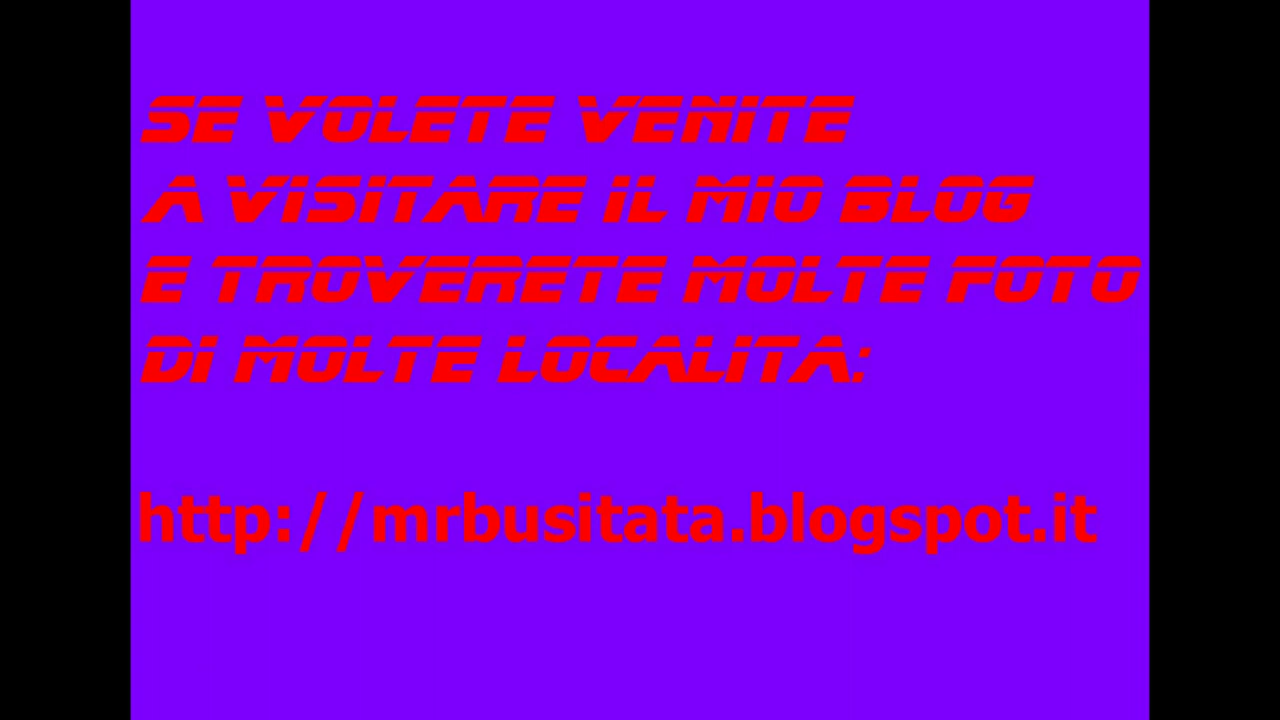 SE VOLETE VENITE
A VISITARE IL MIO BLOG
E TROVERETE MOLTE FOTO
DI MOLTE LOCALITA:
http://mrbusitata.blogspot.it